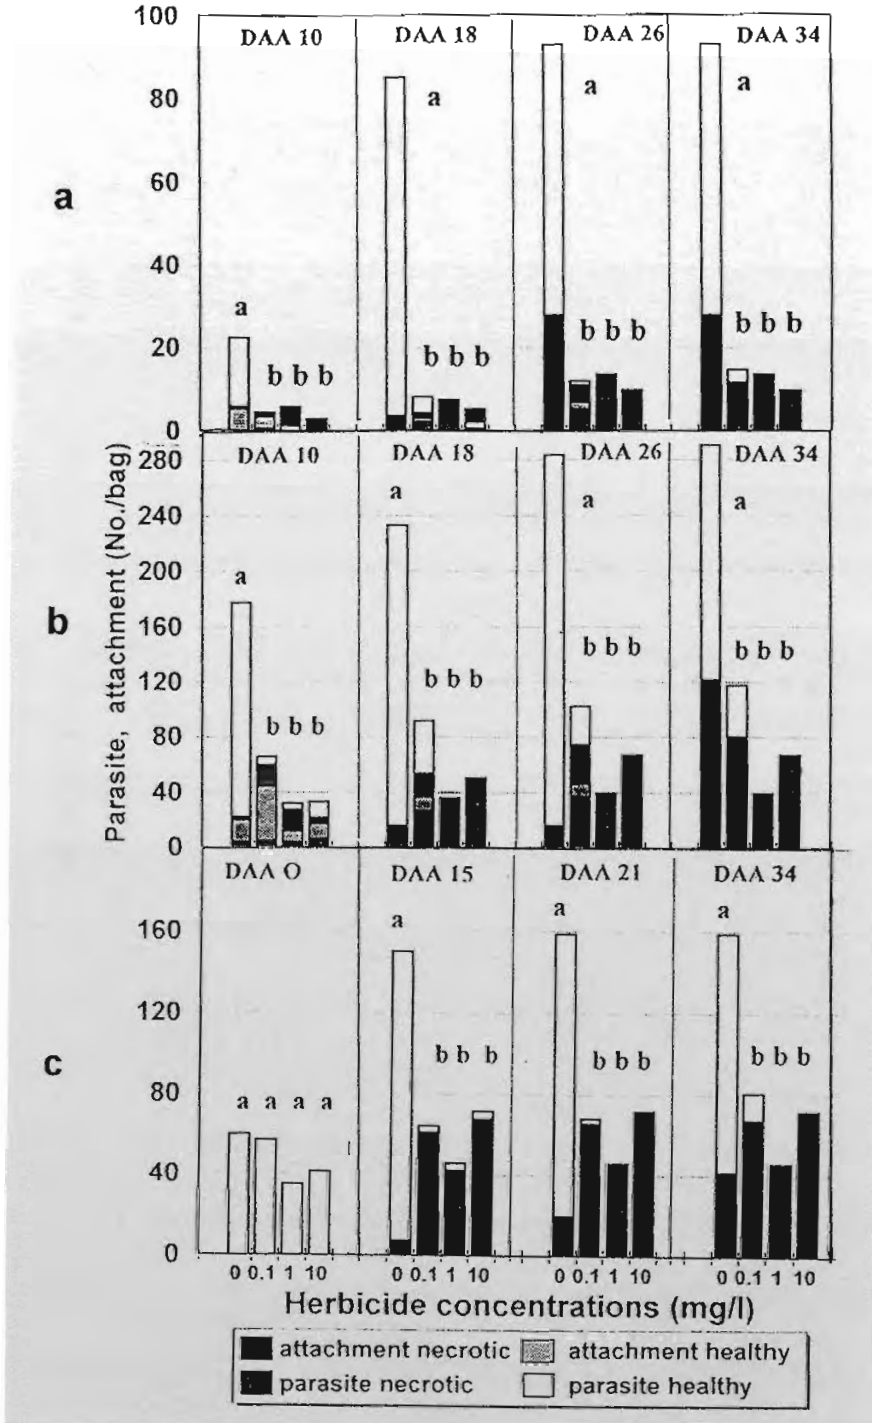 100
DAA 10 DAA 18 DAA 26 DAA 34
80
a a a
60
a
40
a
b b b b b b
20
b b b b b b
0
DAA 10 DAA 18 DAA 26 DAA 34
280
a a a
240
200
a
160
b
b b b b b b
120
b b b
80
b b b
40
0
Parasite, attachment (No./bag)
DAA O DAA 15 DAA 21 DAA 34
160
a a a
120
c
b b b b b b b b b
80
a a a a
40
0
0 0.1 1 10 0 0.1 1 10 0 0.1 1 10 0 0.1 1 10
Herbicide concentrations (mg/l)
attachment necrotic attachment healthy
parasite necrotic parasite healthy